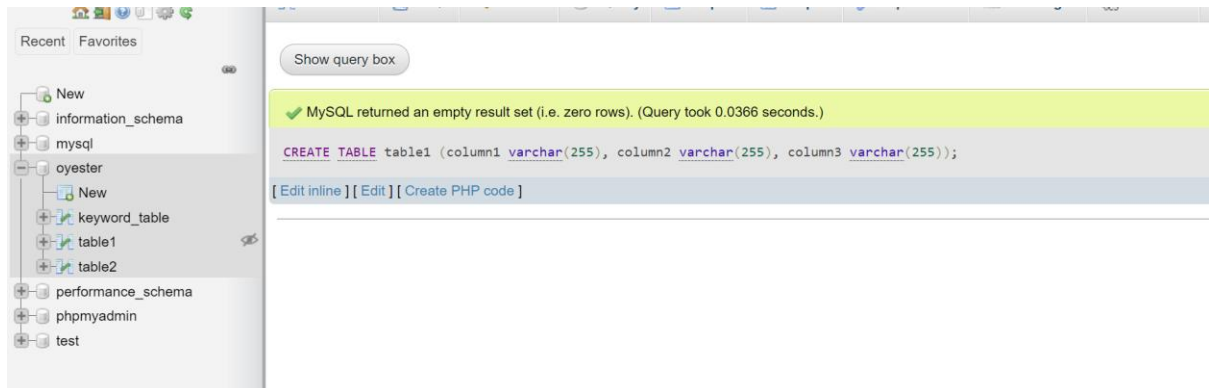 Recent Favorites
New
information_schema
mysql
oyester
New
keyword_table
table1
table2
performance_schema
phpmyadmin
test
Show query box
MySQL returned an empty result set (i.e. zero rows). (Query took 0.0366 seconds.)
CREATE TABLE table1 (column1 varchar(255), column2 varchar(255), column3 varchar(255));
[ Edit inline ] [ Edit ] [ Create PHP code ]